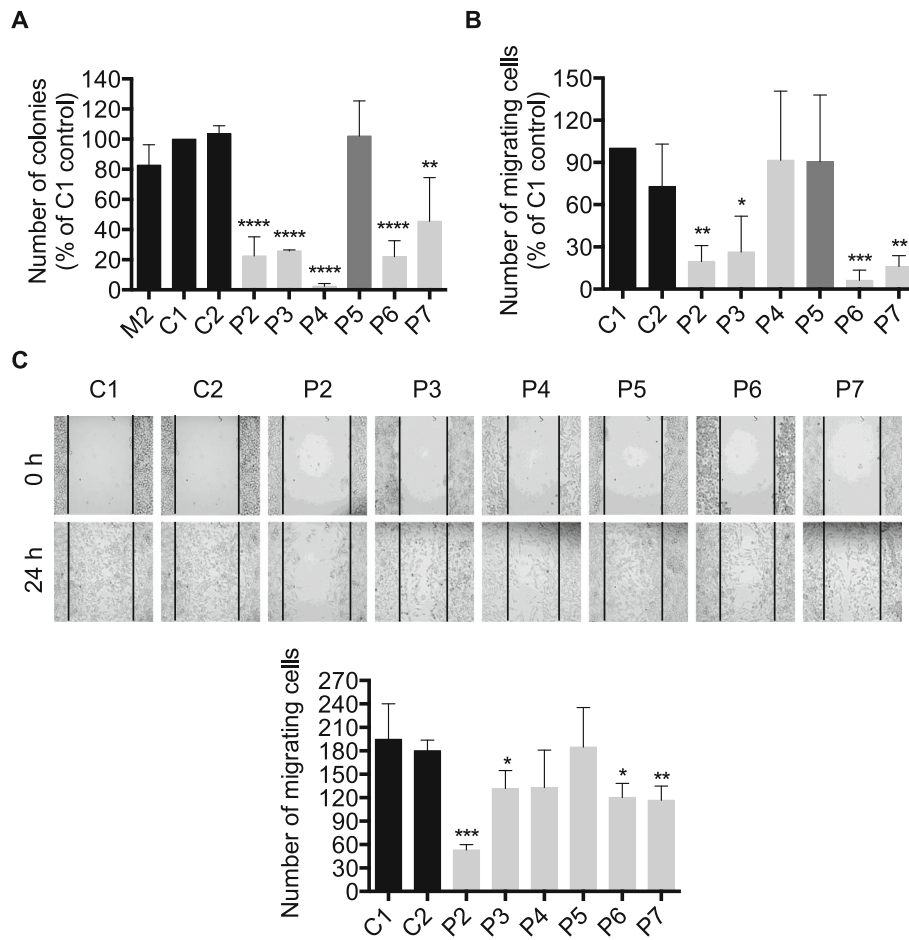 A
Number of colonies
(% of C1 control)
140
120
100
80
60
40
20
0
**** **** **** **** **
M2 C1 C2 P2 P3 P4 P5 P6 P7
B
Number of migrating cells
(% of C1 control)
150
120
90
60
30
0
** * *** **
C1 C2 P2 P3 P4 P5 P6 P7
C
C1 C2 P2 P3 P4 P5 P6 P7
0 h
24 h
Number of migrating cells
270
240
210
180
150
120
90
60
30
0
*** * * **
C1 C2 P2 P3 P4 P5 P6 P7